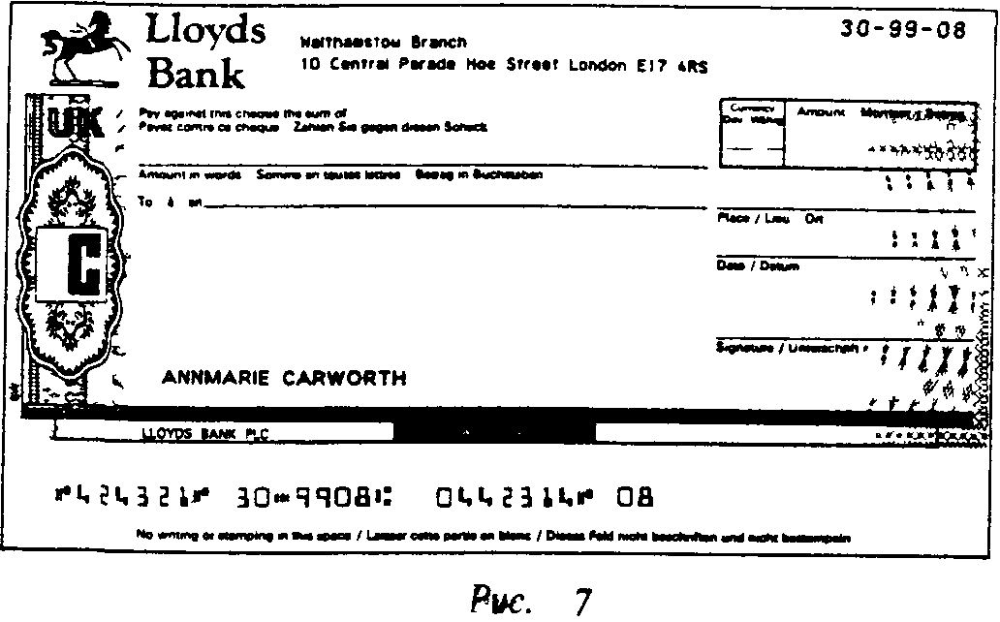 Lloyds
Bank
Walthamstow Branch
10 Central Parade Hoe Street London E17 4RS
30-99-08
UK
Pay against this cheque the sum of
Payez contre ce cheque Zahlen Sie gegen diesen Scheck
Currency
Amount Montant Betrag
Amount in words Somme en toutes lettres Betrag in Buchstaben
To à an
Place / Lieu Ort
Date / Datum
C
Signature / Unterschrift
ANNMARIE CARWORTH
LLOYDS BANK PLC
⑈424321⑈ 30⑉9908⑆ 0442314⑈ 08
No writing or stamping in this space / Laisser cette partie en blanc / Dieses Feld nicht beschriften und nicht bestempeln
Рис. 7